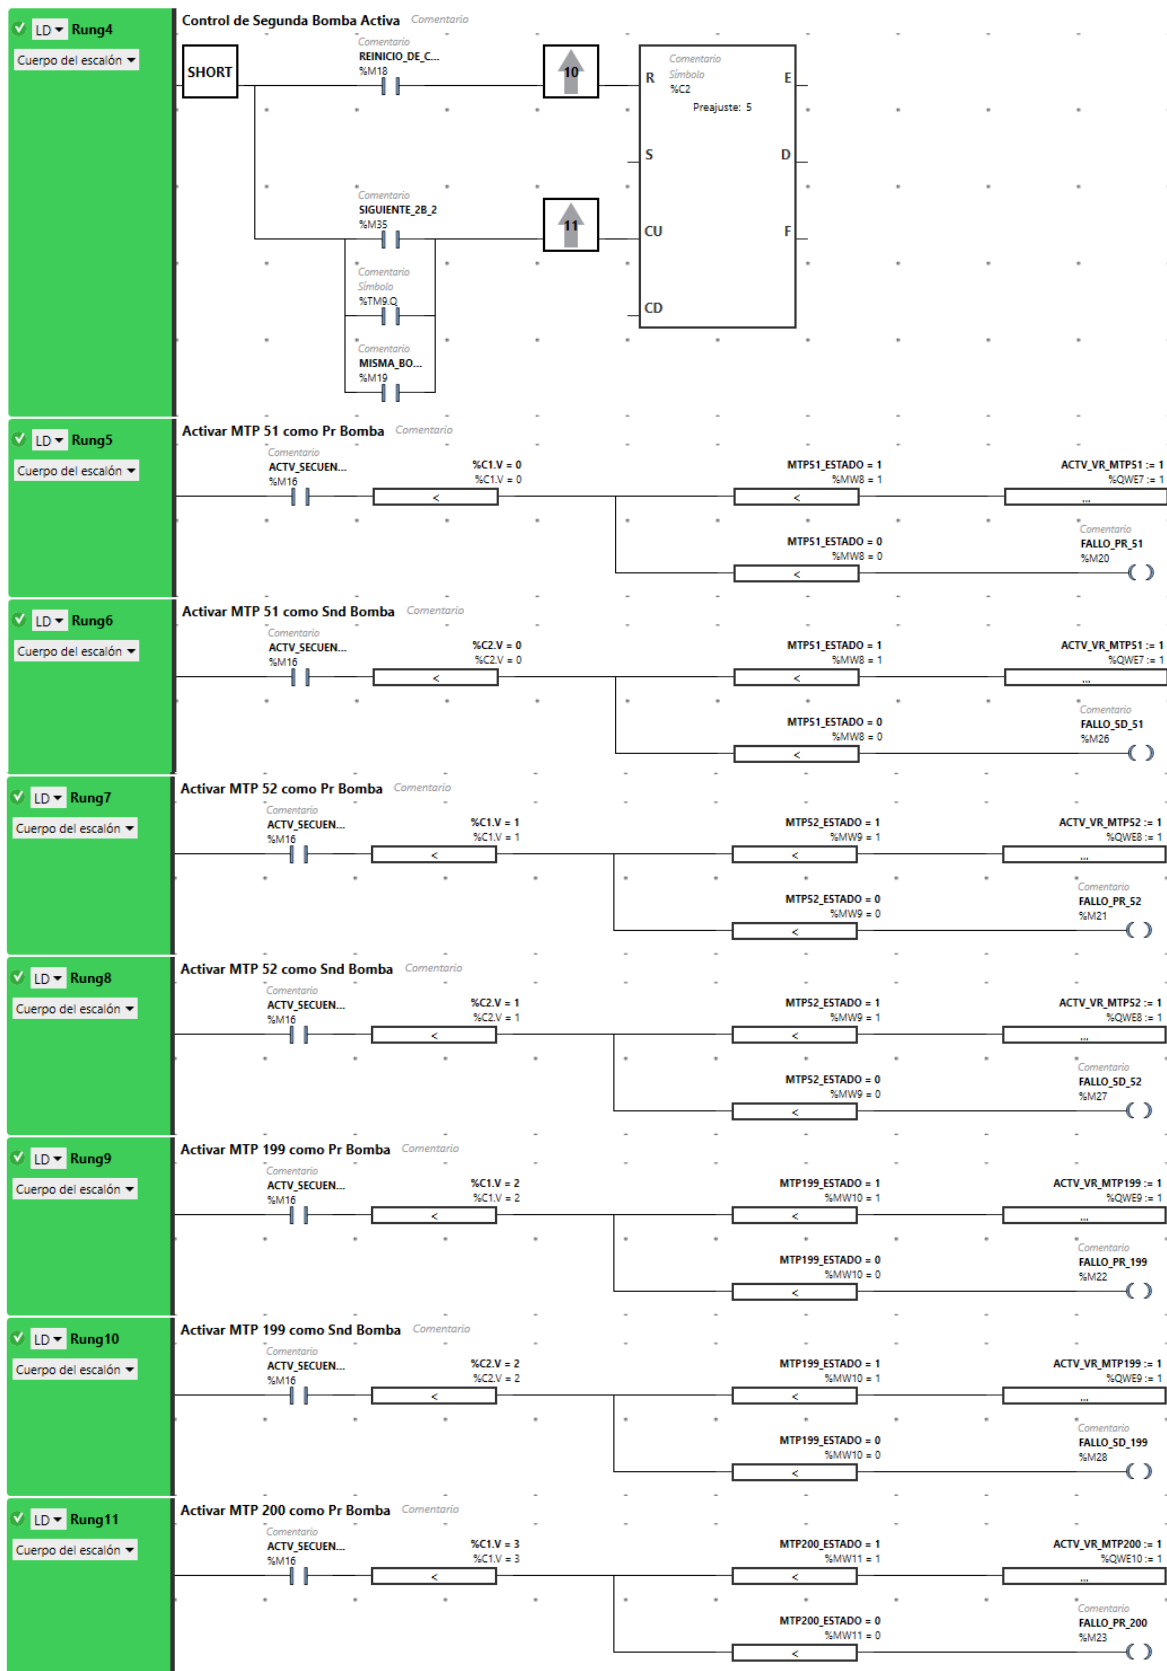 LD Rung4
Cuerpo del escalón
Control de Segunda Bomba Activa Comentario
SHORT
Comentario
REINICIO_DE_C...
%M18
10
Comentario
Símbolo
%C2
Preajuste: 5
R E
S D
CU F
CD
Comentario
SIGUIENTE_2B_2
%M35
11
Comentario
Símbolo
%TM9.Q
Comentario
MISMA_BO...
%M19
LD Rung5
Cuerpo del escalón
Activar MTP 51 como Pr Bomba Comentario
Comentario
ACTV_SECUEN... %C1.V = 0 MTP51_ESTADO = 1 ACTV_VR_MTP51 := 1
%M16 %C1.V = 0 %MW8 = 1 %QWE7 := 1
< < ...
Comentario
MTP51_ESTADO = 0 FALLO_PR_51
%MW8 = 0 %M20
<
LD Rung6
Cuerpo del escalón
Activar MTP 51 como Snd Bomba Comentario
Comentario
ACTV_SECUEN... %C2.V = 0 MTP51_ESTADO = 1 ACTV_VR_MTP51 := 1
%M16 %C2.V = 0 %MW8 = 1 %QWE7 := 1
< < ...
Comentario
MTP51_ESTADO = 0 FALLO_SD_51
%MW8 = 0 %M26
<
LD Rung7
Cuerpo del escalón
Activar MTP 52 como Pr Bomba Comentario
Comentario
ACTV_SECUEN... %C1.V = 1 MTP52_ESTADO = 1 ACTV_VR_MTP52 := 1
%M16 %C1.V = 1 %MW9 = 1 %QWE8 := 1
< < ...
Comentario
MTP52_ESTADO = 0 FALLO_PR_52
%MW9 = 0 %M21
<
LD Rung8
Cuerpo del escalón
Activar MTP 52 como Snd Bomba Comentario
Comentario
ACTV_SECUEN... %C2.V = 1 MTP52_ESTADO = 1 ACTV_VR_MTP52 := 1
%M16 %C2.V = 1 %MW9 = 1 %QWE8 := 1
< < ...
Comentario
MTP52_ESTADO = 0 FALLO_SD_52
%MW9 = 0 %M27
<
LD Rung9
Cuerpo del escalón
Activar MTP 199 como Pr Bomba Comentario
Comentario
ACTV_SECUEN... %C1.V = 2 MTP199_ESTADO = 1 ACTV_VR_MTP199 := 1
%M16 %C1.V = 2 %MW10 = 1 %QWE9 := 1
< < ...
Comentario
MTP199_ESTADO = 0 FALLO_PR_199
%MW10 = 0 %M22
<
LD Rung10
Cuerpo del escalón
Activar MTP 199 como Snd Bomba Comentario
Comentario
ACTV_SECUEN... %C2.V = 2 MTP199_ESTADO = 1 ACTV_VR_MTP199 := 1
%M16 %C2.V = 2 %MW10 = 1 %QWE9 := 1
< < ...
Comentario
MTP199_ESTADO = 0 FALLO_SD_199
%MW10 = 0 %M28
<
LD Rung11
Cuerpo del escalón
Activar MTP 200 como Pr Bomba Comentario
Comentario
ACTV_SECUEN... %C1.V = 3 MTP200_ESTADO = 1 ACTV_VR_MTP200 := 1
%M16 %C1.V = 3 %MW11 = 1 %QWE10 := 1
< < ...
Comentario
MTP200_ESTADO = 0 FALLO_PR_200
%MW11 = 0 %M23
<